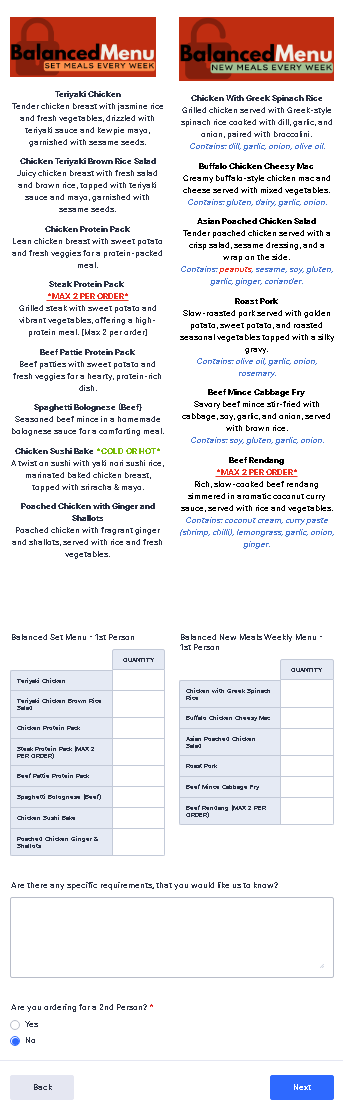 BalancedMenu
SET MEALS EVERY WEEK
Teriyaki Chicken
Tender chicken breast with jasmine rice
and fresh vegetables, drizzled with
teriyaki sauce and kewpie mayo,
garnished with sesame seeds.
Chicken Teriyaki Brown Rice Salad
Juicy chicken breast with fresh salad
and brown rice, topped with teriyaki
sauce and mayo, garnished with
sesame seeds.
Chicken Protein Pack
Lean chicken breast with sweet potato
and fresh veggies for a protein-packed
meal.
Steak Protein Pack
*MAX 2 PER ORDER*
Grilled steak with sweet potato and
vibrant vegetables, offering a high-
protein meal. (Max 2 per order)
Beef Pattie Protein Pack
Beef patties with sweet potato and
fresh veggies for a hearty, protein-rich
dish.
Spaghetti Bolognese (Beef)
Seasoned beef mince in a homemade
bolognese sauce for a comforting meal.
Chicken Sushi Bake *COLD OR HOT*
A twist on sushi with yaki nori sushi rice,
marinated baked chicken breast,
topped with sriracha & mayo.
Poached Chicken with Ginger and
Shallots
Poached chicken with fragrant ginger
and shallots, served with rice and fresh
vegetables.
BalancedMenu
NEW MEALS EVERY WEEK
Chicken With Greek Spinach Rice
Grilled chicken served with Greek-style
spinach rice cooked with dill, garlic, and
onion, paired with broccolini.
Contains: dill, garlic, onion, olive oil.
Buffalo Chicken Cheesy Mac
Creamy buffalo-style chicken mac and
cheese served with mixed vegetables.
Contains: gluten, dairy, garlic, onion.
Asian Poached Chicken Salad
Tender poached chicken served with a
crisp salad, sesame dressing, and a
wrap on the side.
Contains: peanuts, sesame, soy, gluten,
garlic, ginger, coriander.
Roast Pork
Slow-roasted pork served with golden
potato, sweet potato, and roasted
seasonal vegetables topped with a silky
gravy.
Contains: olive oil, garlic, onion,
rosemary.
Beef Mince Cabbage Fry
Savory beef mince stir-fried with
cabbage, soy, garlic, and onion, served
with brown rice.
Contains: soy, gluten, garlic, onion.
Beef Rendang
*MAX 2 PER ORDER*
Rich, slow-cooked beef rendang
simmered in aromatic coconut curry
sauce, served with rice and vegetables.
Contains: coconut cream, curry paste
(shrimp, chilli), lemongrass, garlic, onion,
ginger.
Balanced Set Menu - 1st Person
QUANTITY
Teriyaki Chicken
Teriyaki Chicken Brown Rice
Salad
Chicken Protein Pack
Steak Protein Pack (MAX 2
PER ORDER)
Beef Pattie Protein Pack
Spaghetti Bolognese (Beef)
Chicken Sushi Bake
Poached Chicken Ginger &
Shallots
Balanced New Meals Weekly Menu -
1st Person
QUANTITY
Chicken with Greek Spinach
Rice
Buffalo Chicken Cheesy Mac
Asian Poached Chicken
Salad
Roast Pork
Beef Mince Cabbage Fry
Beef Rendang (MAX 2 PER
ORDER)
Are there any specific requirements, that you would like us to know?
Are you ordering for a 2nd Person? *
Yes
No
Back
Next